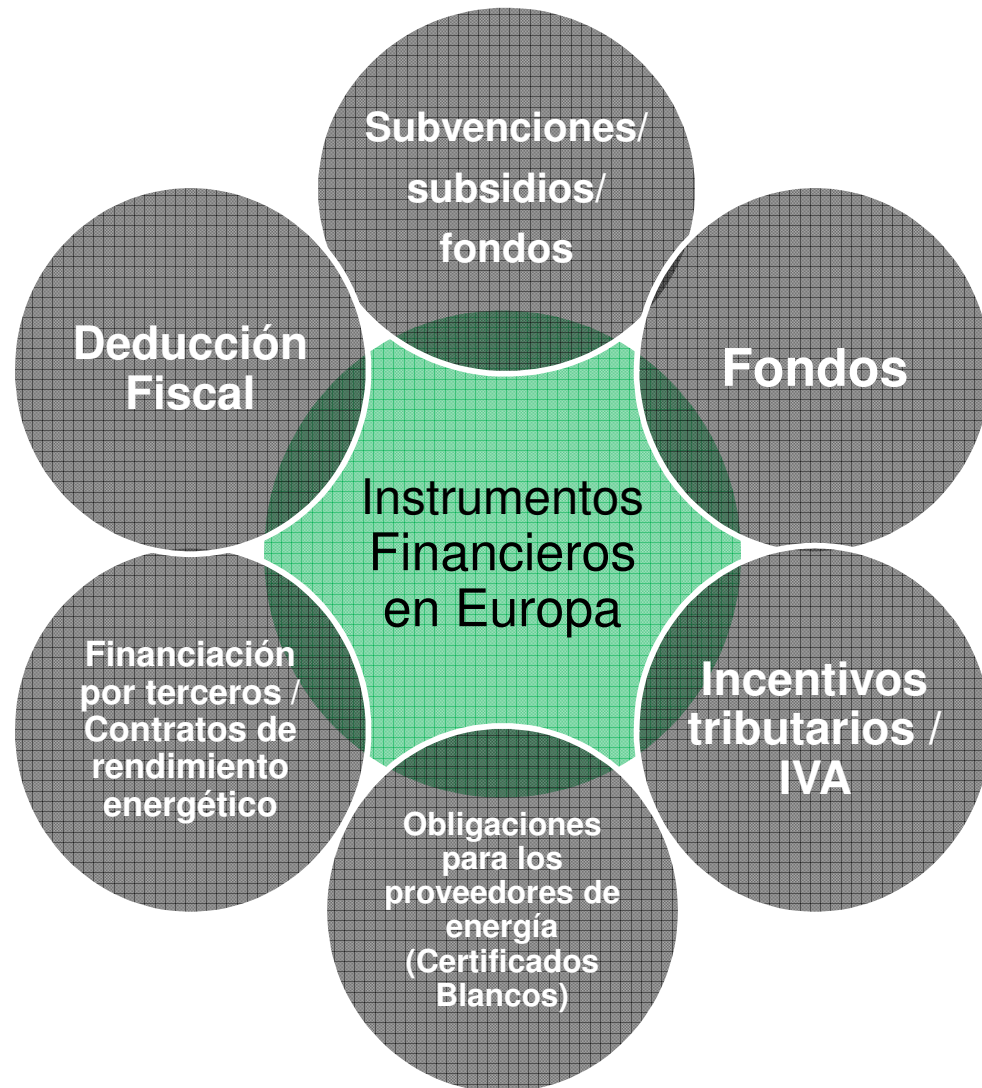 Subvenciones/
subsidios/
fondos
Deducción
Fiscal
Fondos
Instrumentos
Financieros
en Europa
Financiación
por terceros /
Contratos de
rendimiento
energético
Incentivos
tributarios /
IVA
Obligaciones
para los
proveedores de
energía
(Certificados
Blancos)